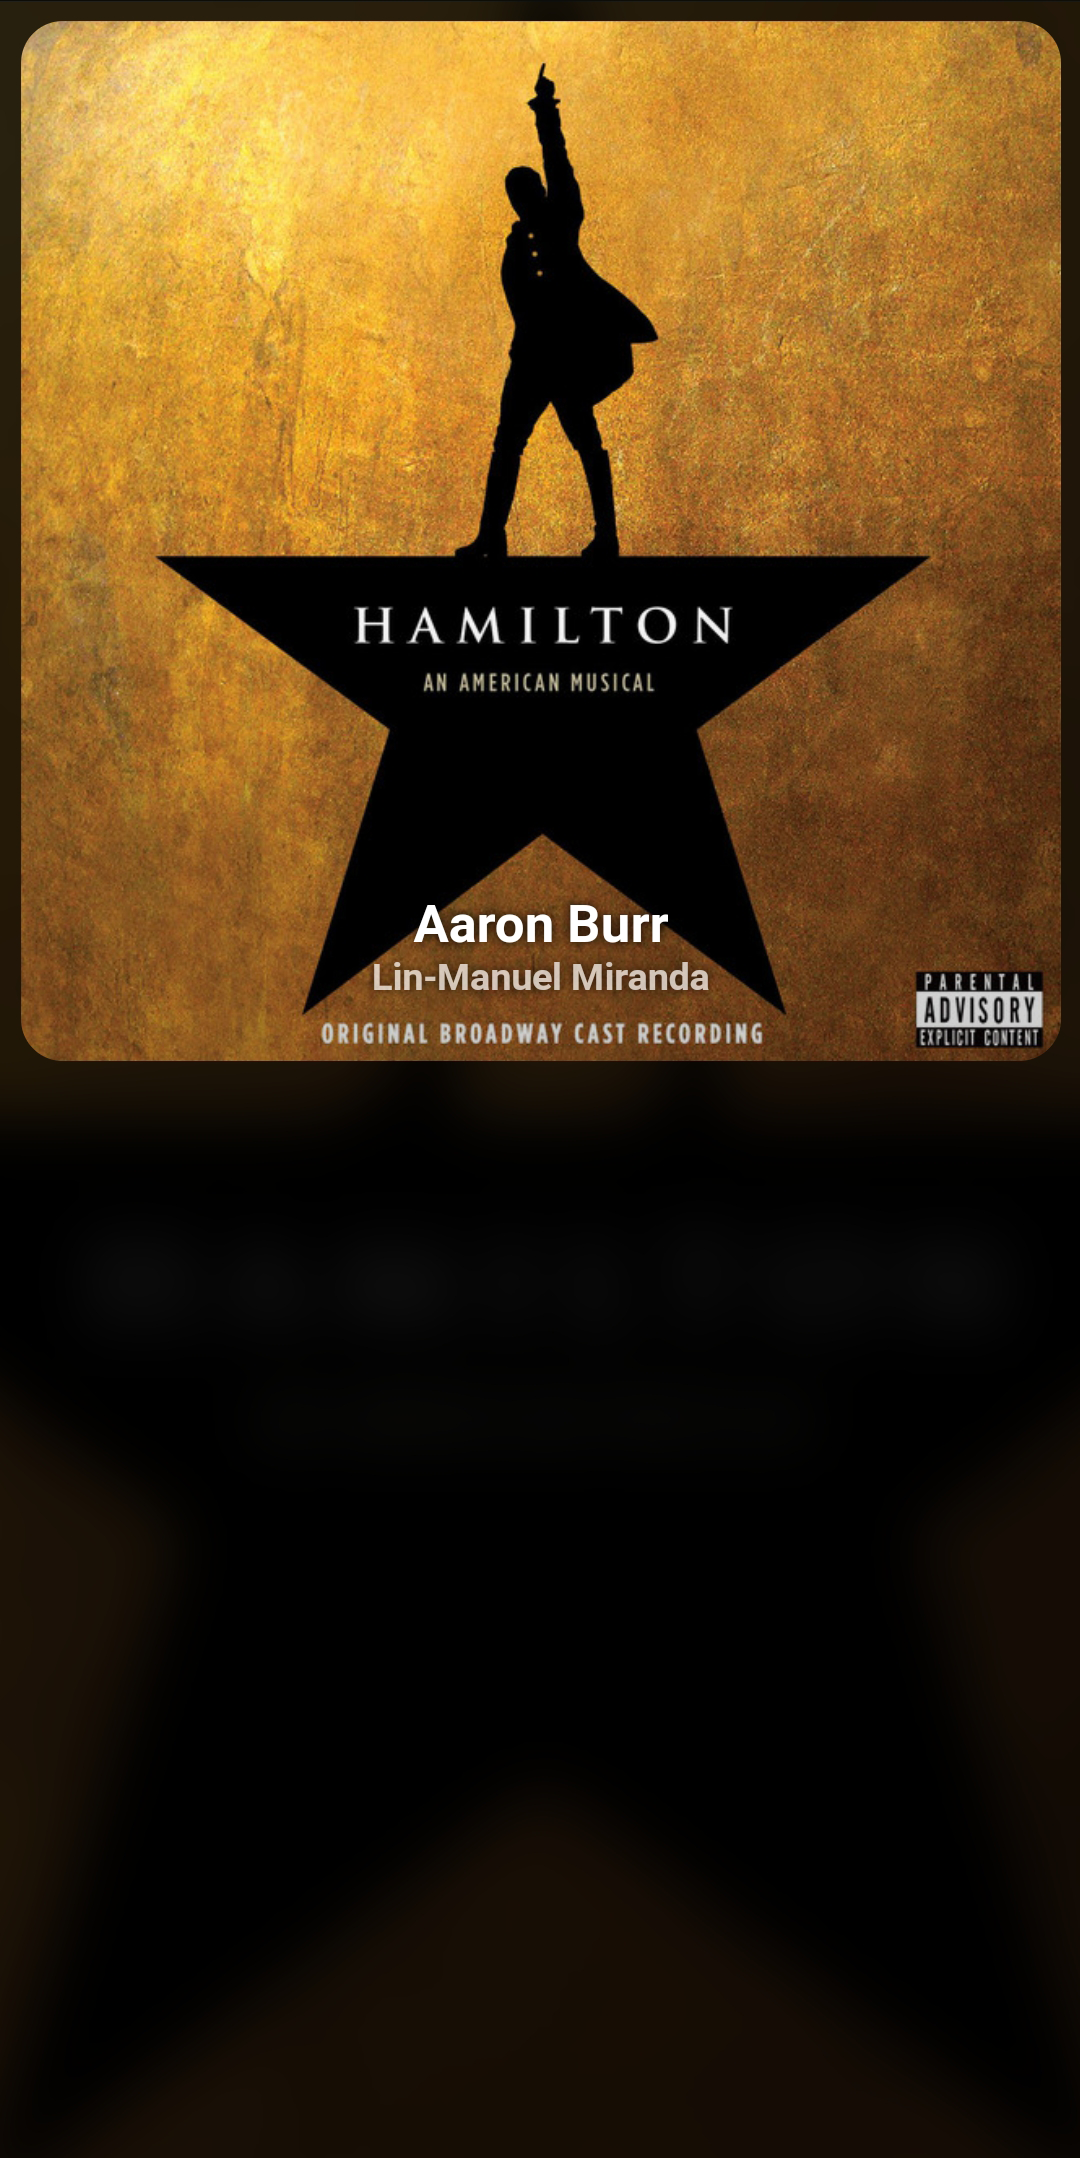 HAMILTON
AN AMERICAN MUSICAL
Aaron Burr
Lin-Manuel Miranda
ORIGINAL BROADWAY CAST RECORDING
PARENTAL
ADVISORY
EXPLICIT CONTENT